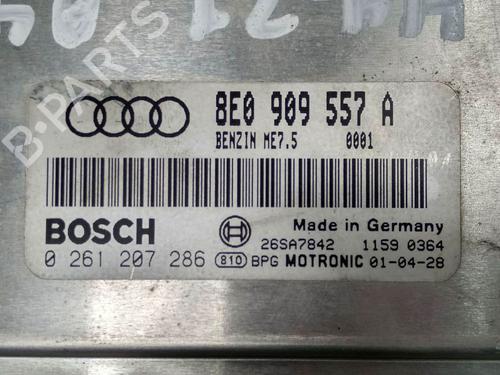 B-PARTS
8E0 909 557 A
BENZIN ME7.5 0001
BOSCH
Made in Germany
26SA7842 1159 0364
0 261 207 286 810 BPG MOTRONIC 01-04-28